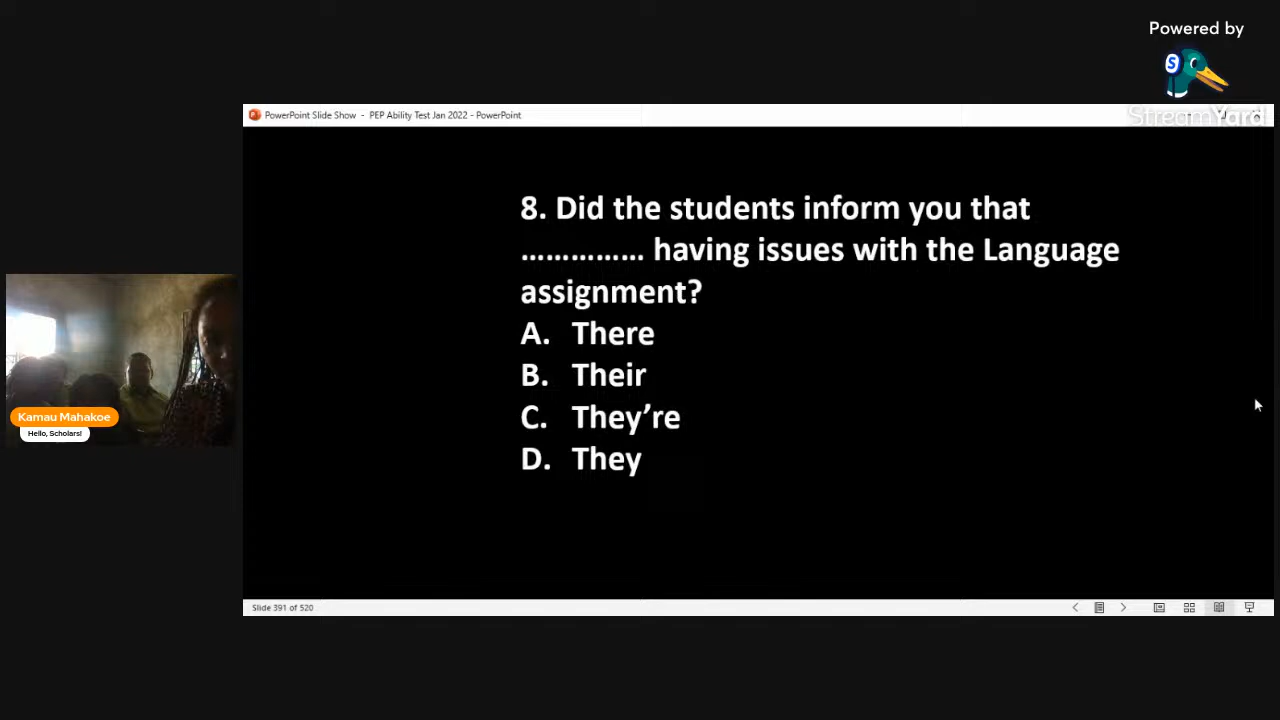 Powered by
StreamYard
PowerPoint Slide Show - PEP Ability Test Jan 2022 - PowerPoint
8. Did the students inform you that
…………… having issues with the Language
assignment?
A. There
B. Their
C. They’re
D. They
Kamau Mahakoe
Hello, Scholars!
Slide 391 of 520